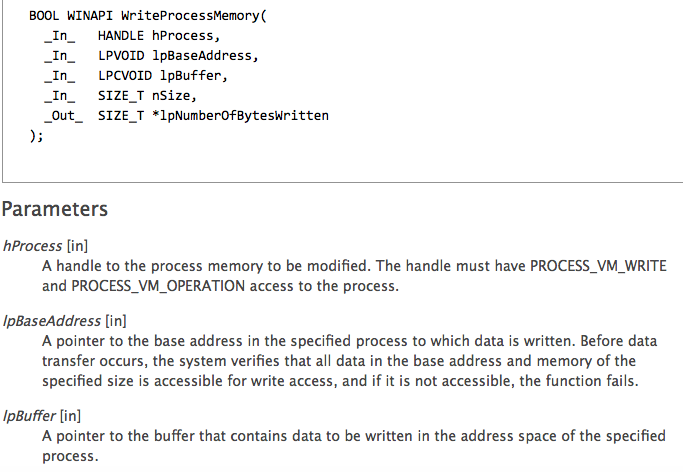 BOOL WINAPI WriteProcessMemory(
_In_ HANDLE hProcess,
_In_ LPVOID lpBaseAddress,
_In_ LPCVOID lpBuffer,
_In_ SIZE_T nSize,
_Out_ SIZE_T *lpNumberOfBytesWritten
);
Parameters
hProcess [in]
A handle to the process memory to be modified. The handle must have PROCESS_VM_WRITE
and PROCESS_VM_OPERATION access to the process.
lpBaseAddress [in]
A pointer to the base address in the specified process to which data is written. Before data
transfer occurs, the system verifies that all data in the base address and memory of the
specified size is accessible for write access, and if it is not accessible, the function fails.
lpBuffer [in]
A pointer to the buffer that contains data to be written in the address space of the specified
process.